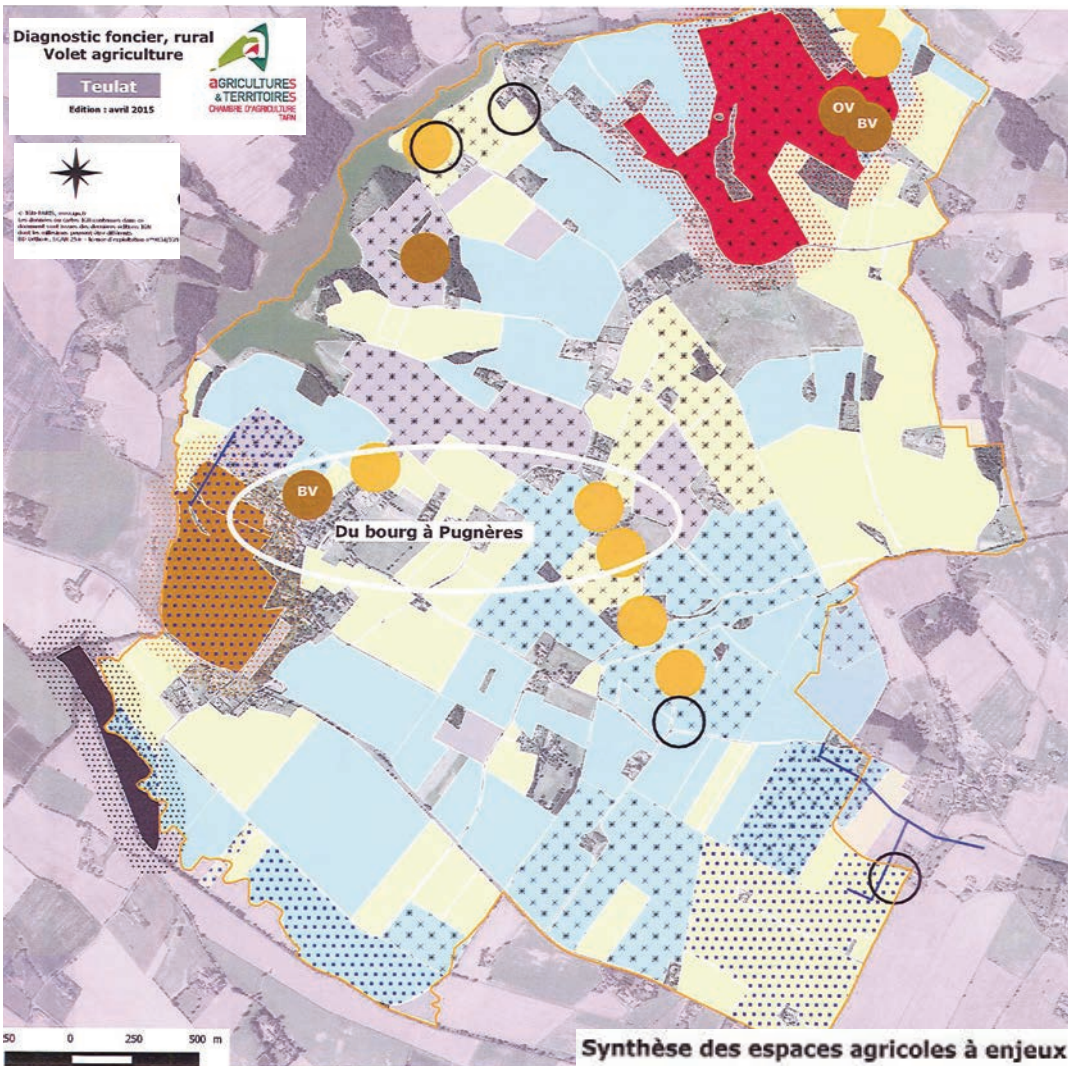 Diagnostic foncier, rural
Volet agriculture
Teulat
Edition : avril 2015
aGRICULTURES
& TERRITOIRES
CHAMBRE D'AGRICULTURE
TARN
OV
BV
BV
Du bourg à Pugnères
0
250
500 m
Synthèse des espaces agricoles à enjeux